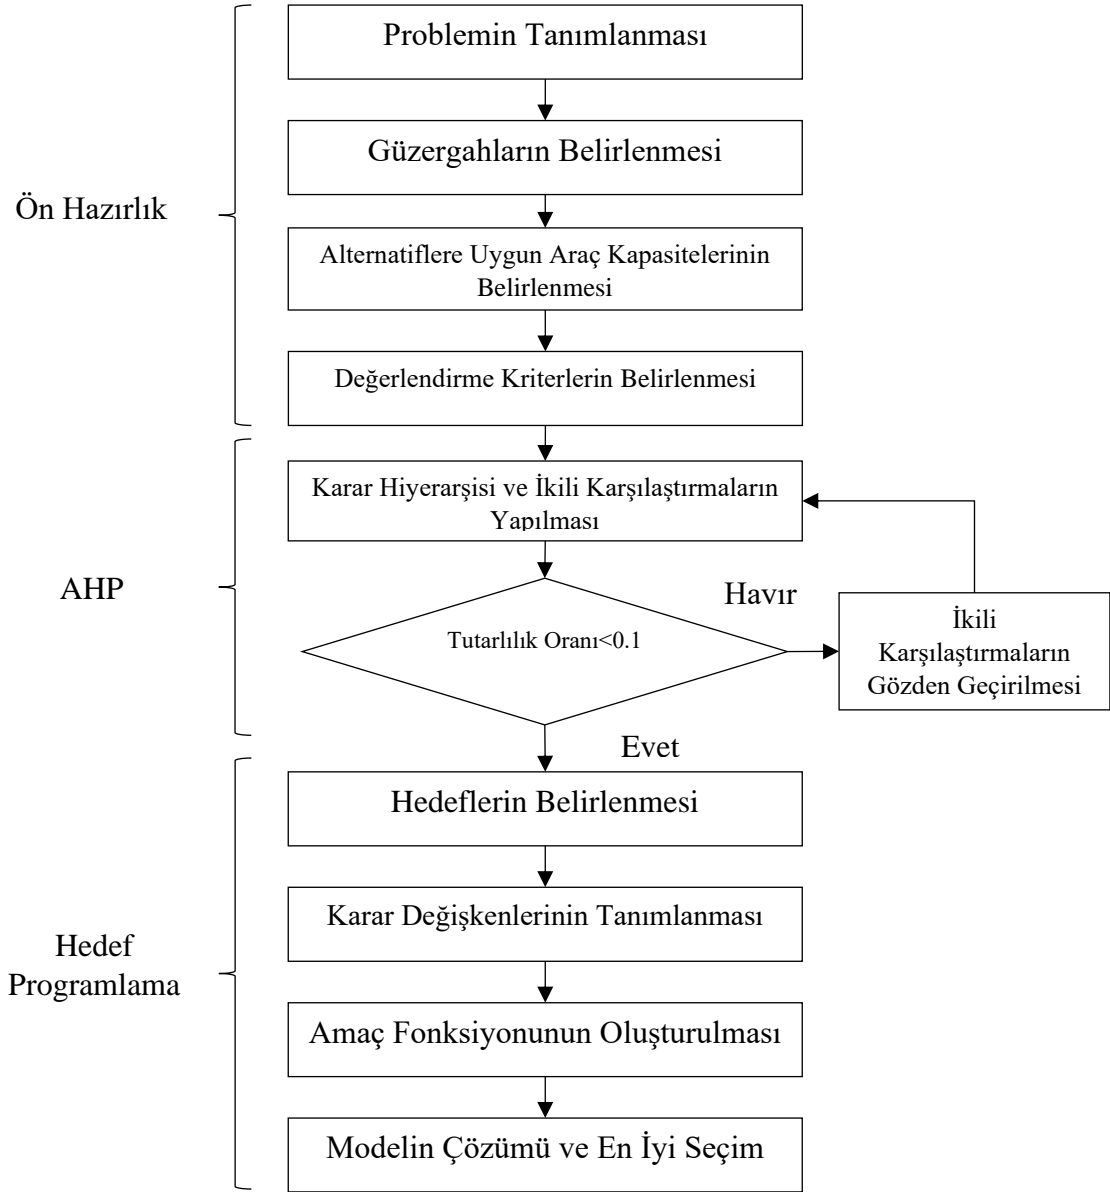 Problemin Tanımlanması
Güzergahların Belirlenmesi
Ön Hazırlık
Alternatiflere Uygun Araç Kapasitelerinin
Belirlenmesi
Değerlendirme Kriterlerin Belirlenmesi
Karar Hiyerarşisi ve İkili Karşılaştırmaların
Yapılması
AHP
Tutarlılık Oranı<0.1
Hayır
İkili
Karşılaştırmaların
Gözden Geçirilmesi
Evet
Hedeflerin Belirlenmesi
Karar Değişkenlerinin Tanımlanması
Hedef
Programlama
Amaç Fonksiyonunun Oluşturulması
Modelin Çözümü ve En İyi Seçim